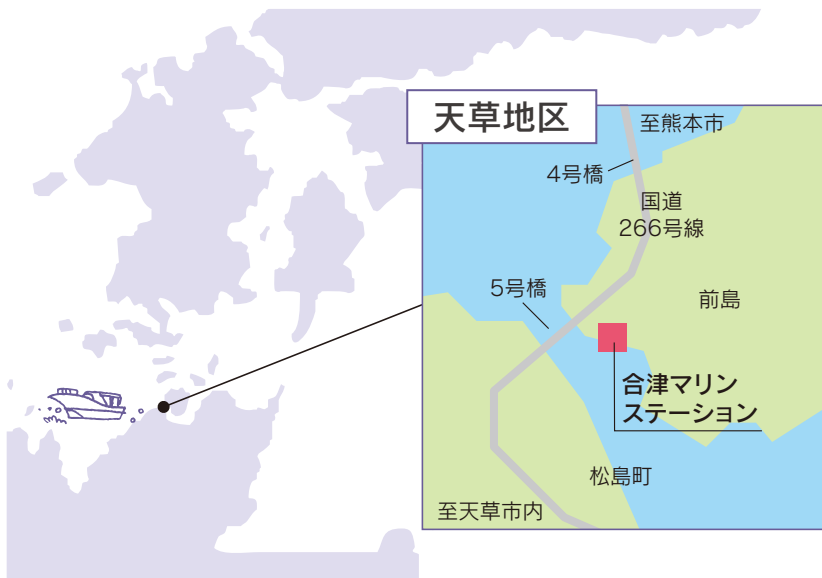 天草地区
至熊本市
4号橋
国道
266号線
5号橋
前島
合津マリン
ステーション
松島町
至天草市内